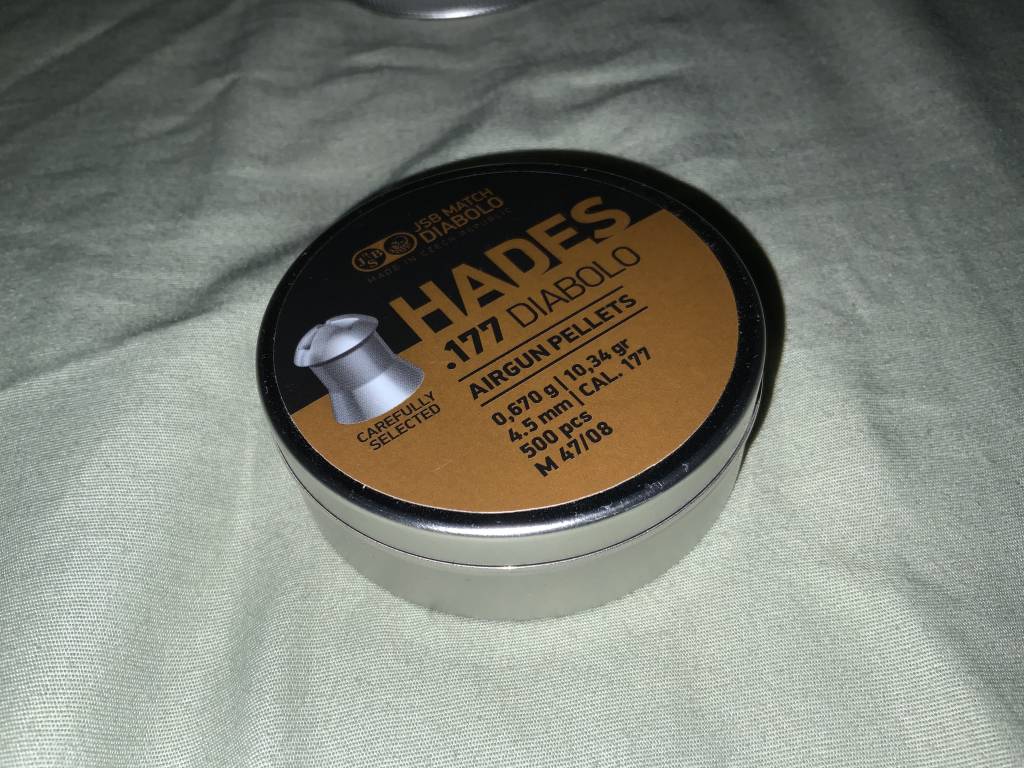 JSB
JSB MATCH
DIABOLO
MADE IN CZECH REPUBLIC
HADES
.177 DIABOLO
AIRGUN PELLETS
0,670 g | 10,34 gr
4.5 mm | CAL. 177
500 pcs
M 47/08
CAREFULLY
SELECTED